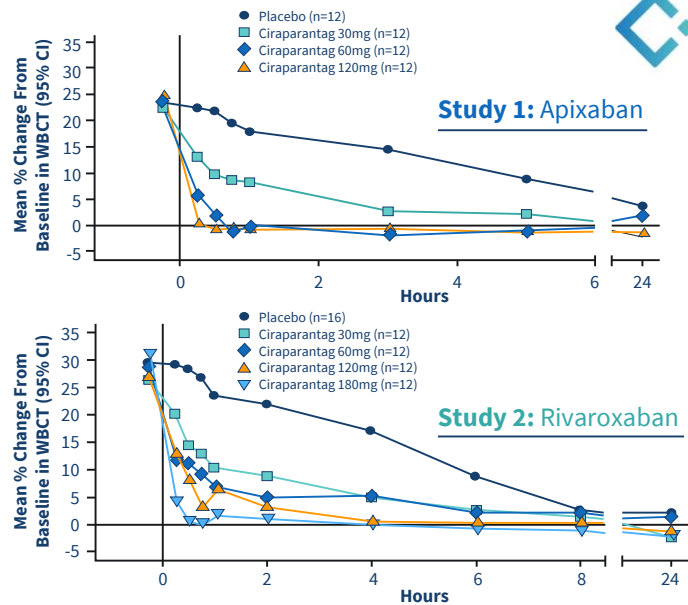 Placebo (n=12)
Ciraparantag 30mg (n=12)
Ciraparantag 60mg (n=12)
Ciraparantag 120mg (n=12)
Mean % Change From
Baseline in WBCT (95% CI)
35
30
25
20
15
10
5
0
-5
Study 1: Apixaban
0 2 4 6 24
Hours
Placebo (n=16)
Ciraparantag 30mg (n=12)
Ciraparantag 60mg (n=12)
Ciraparantag 120mg (n=12)
Ciraparantag 180mg (n=12)
Mean % Change From
Baseline in WBCT (95% CI)
35
30
25
20
15
10
5
0
-5
Study 2: Rivaroxaban
0 2 4 6 8 24
Hours